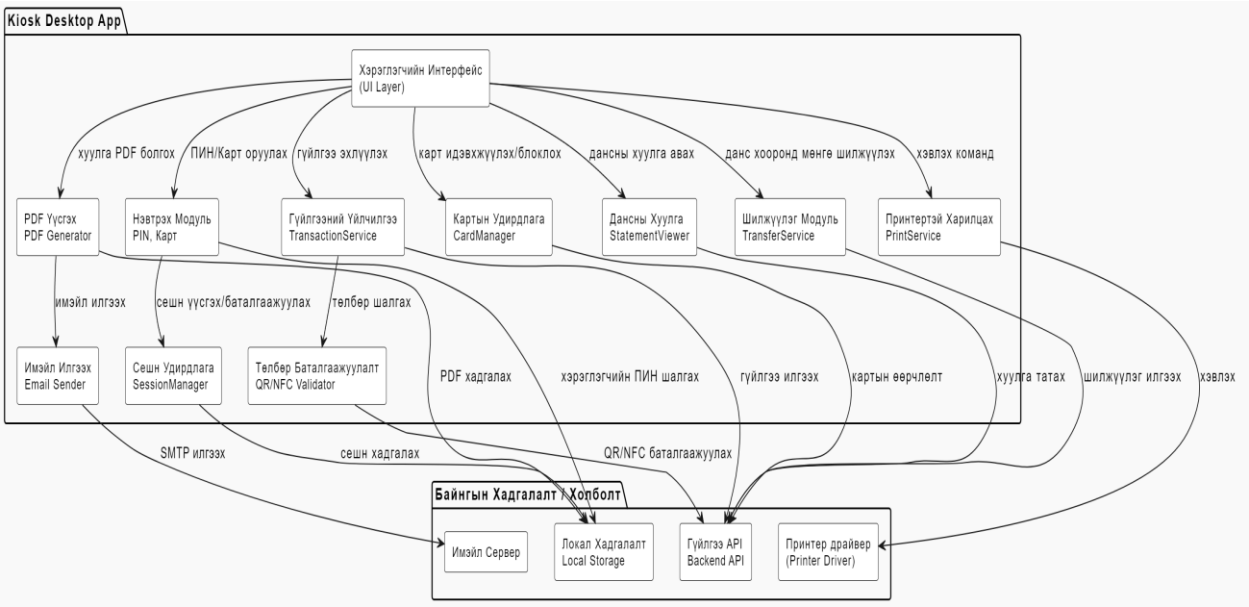 Kiosk Desktop App
Хэрэглэгчийн Интерфейс
(UI Layer)
хуулга PDF болгох
ПИН/Карт оруулах
гүйлгээ эхлүүлэх
карт идэвхжүүлэх/блоклох
дансны хуулга авах
данс хооронд мөнгө шилжүүлэх
хэвлэх команд
PDF Үүсгэх
PDF Generator
Нэвтрэх Модуль
PIN, Карт
Гүйлгээний Үйлчилгээ
TransactionService
Картын Удирдлага
CardManager
Дансны Хуулга
StatementViewer
Шилжүүлэг Модуль
TransferService
Принтертэй Харилцах
PrintService
имэйл илгээх
сешн үүсгэх/баталгаажуулах
төлбөр шалгах
Имэйл Илгээх
Email Sender
Сешн Удирдлага
SessionManager
Төлбөр Баталгаажуулалт
QR/NFC Validator
PDF хадгалах
хэрэглэгчийн ПИН шалгах
гүйлгээ илгээх
картын өөрчлөлт
хуулга татах
шилжүүлэг илгээх
хэвлэх
SMTP илгээх
сешн хадгалах
QR/NFC баталгаажуулах
Байнгын Хадгалалт / Холболт
Имэйл Сервер
Локал Хадгалалт
Local Storage
Гүйлгээ API
Backend API
Принтер драйвер
(Printer Driver)